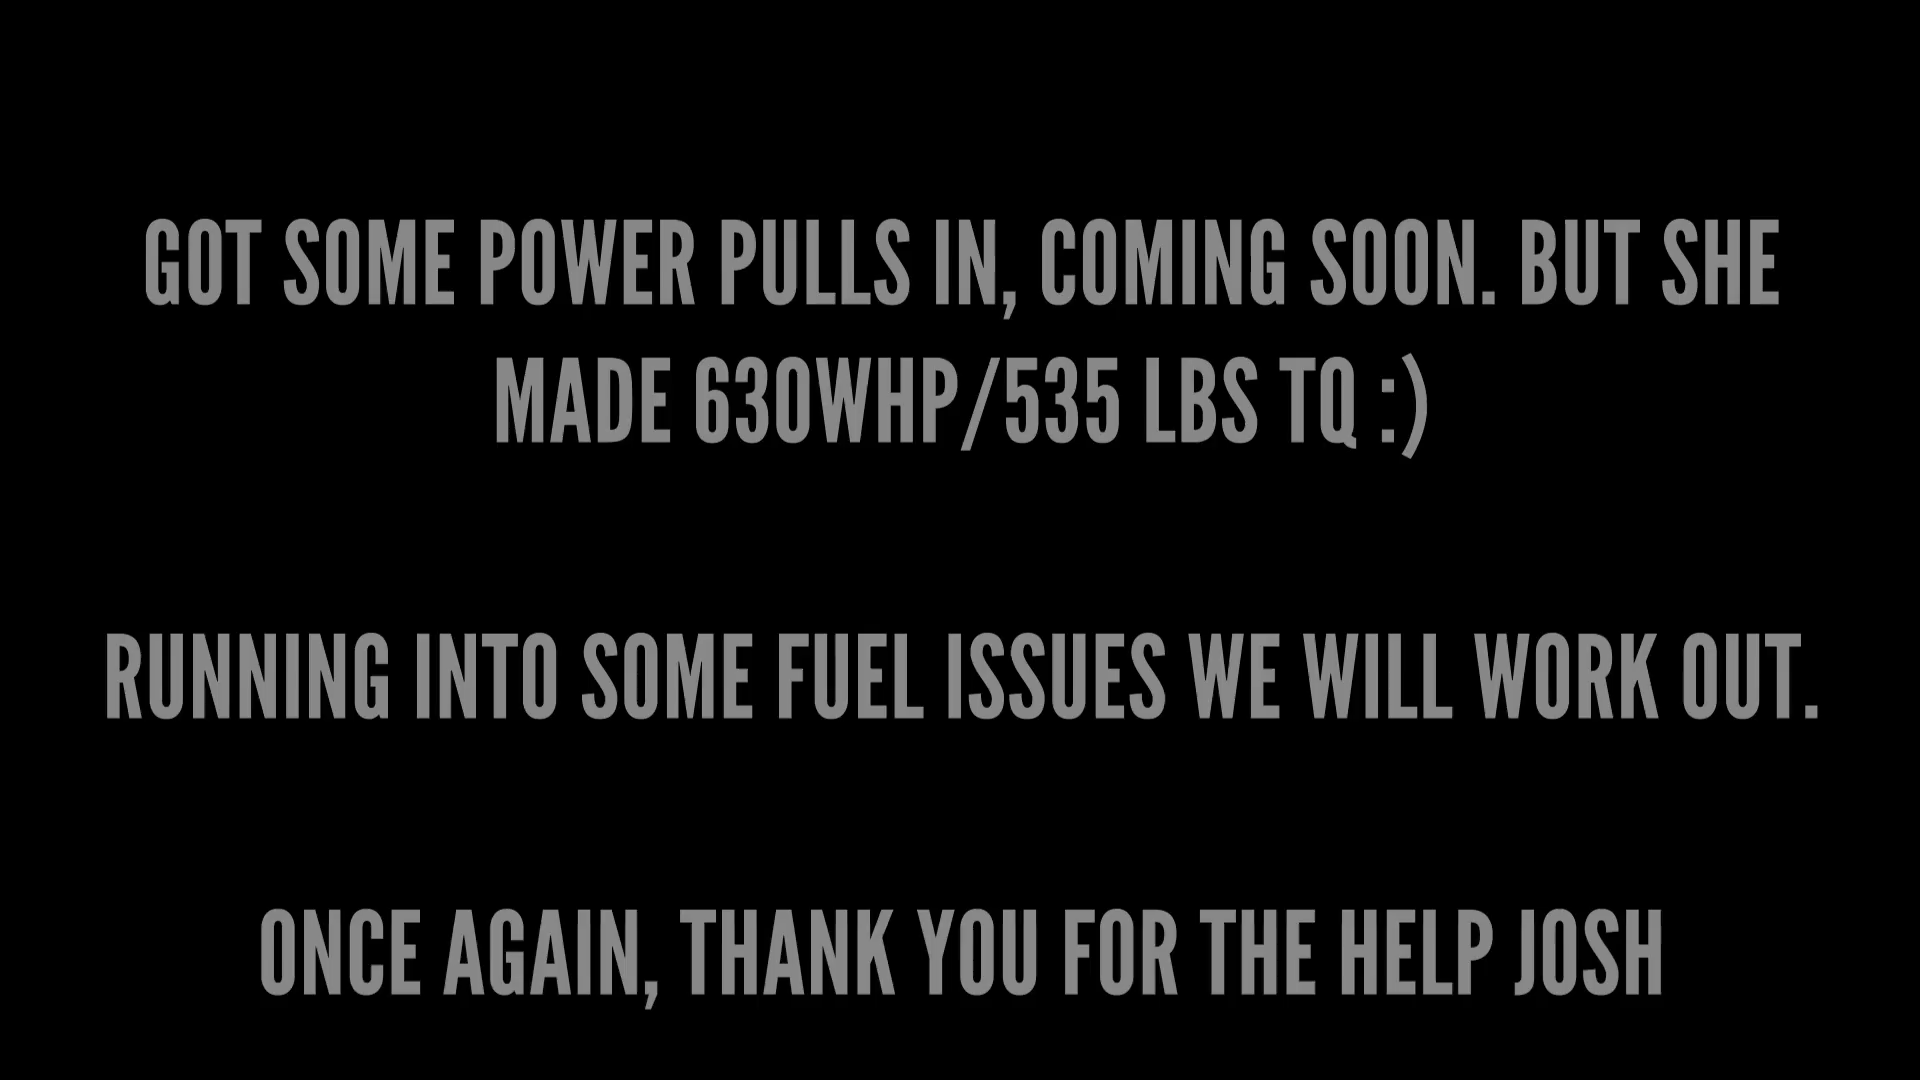 GOT SOME POWER PULLS IN, COMING SOON. BUT SHE
MADE 630WHP/535 LBS TQ :)
RUNNING INTO SOME FUEL ISSUES WE WILL WORK OUT.
ONCE AGAIN, THANK YOU FOR THE HELP JOSH